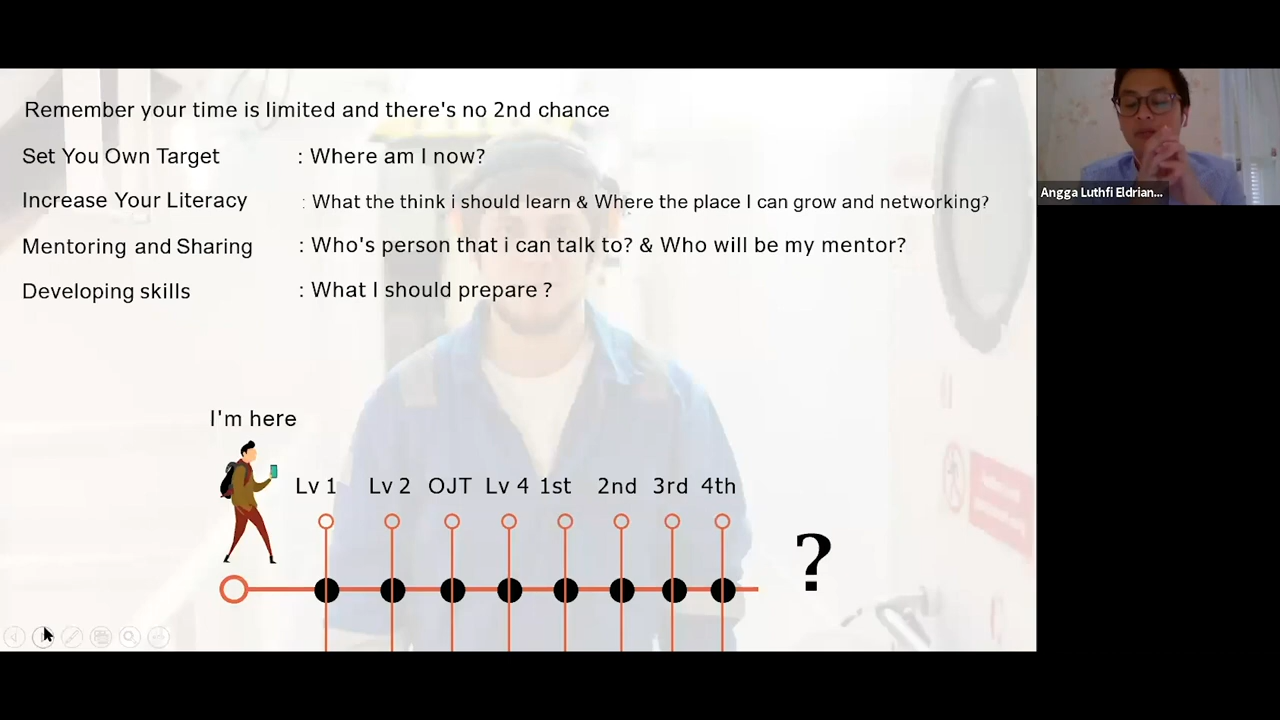 Remember your time is limited and there's no 2nd chance
Set You Own Target : Where am I now?
Increase Your Literacy : What the think i should learn & Where the place I can grow and networking?
Mentoring and Sharing : Who's person that i can talk to? & Who will be my mentor?
Developing skills : What I should prepare ?
I'm here
Lv 1 Lv 2 OJT Lv 4 1st 2nd 3rd 4th
?
Angga Luthfi Eldrian...